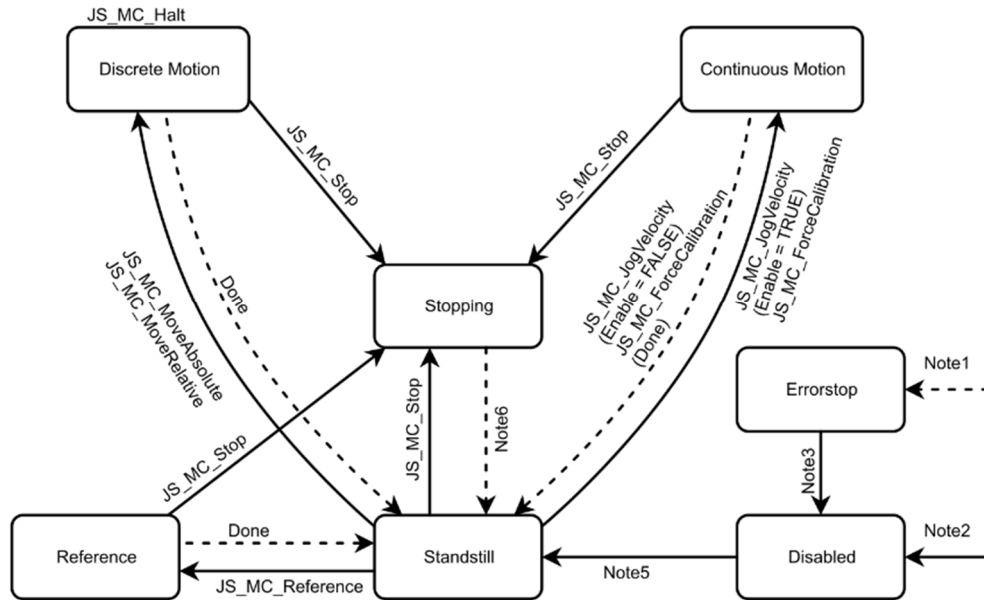 JS_MC_Halt
Discrete Motion
Continuous Motion
JS_MC_Stop
JS_MC_Stop
JS_MC_JogVelocity
(Enable = FALSE)
JS_MC_ForceCalibration
(Done)
JS_MC_JogVelocity
(Enable = TRUE)
JS_MC_ForceCalibration
JS_MC_MoveAbsolute
JS_MC_MoveRelative
Done
Stopping
Errorstop
Note1
JS_MC_Stop
JS_MC_Stop
Note6
Note3
Reference
Done
JS_MC_Reference
Standstill
Note5
Disabled
Note2